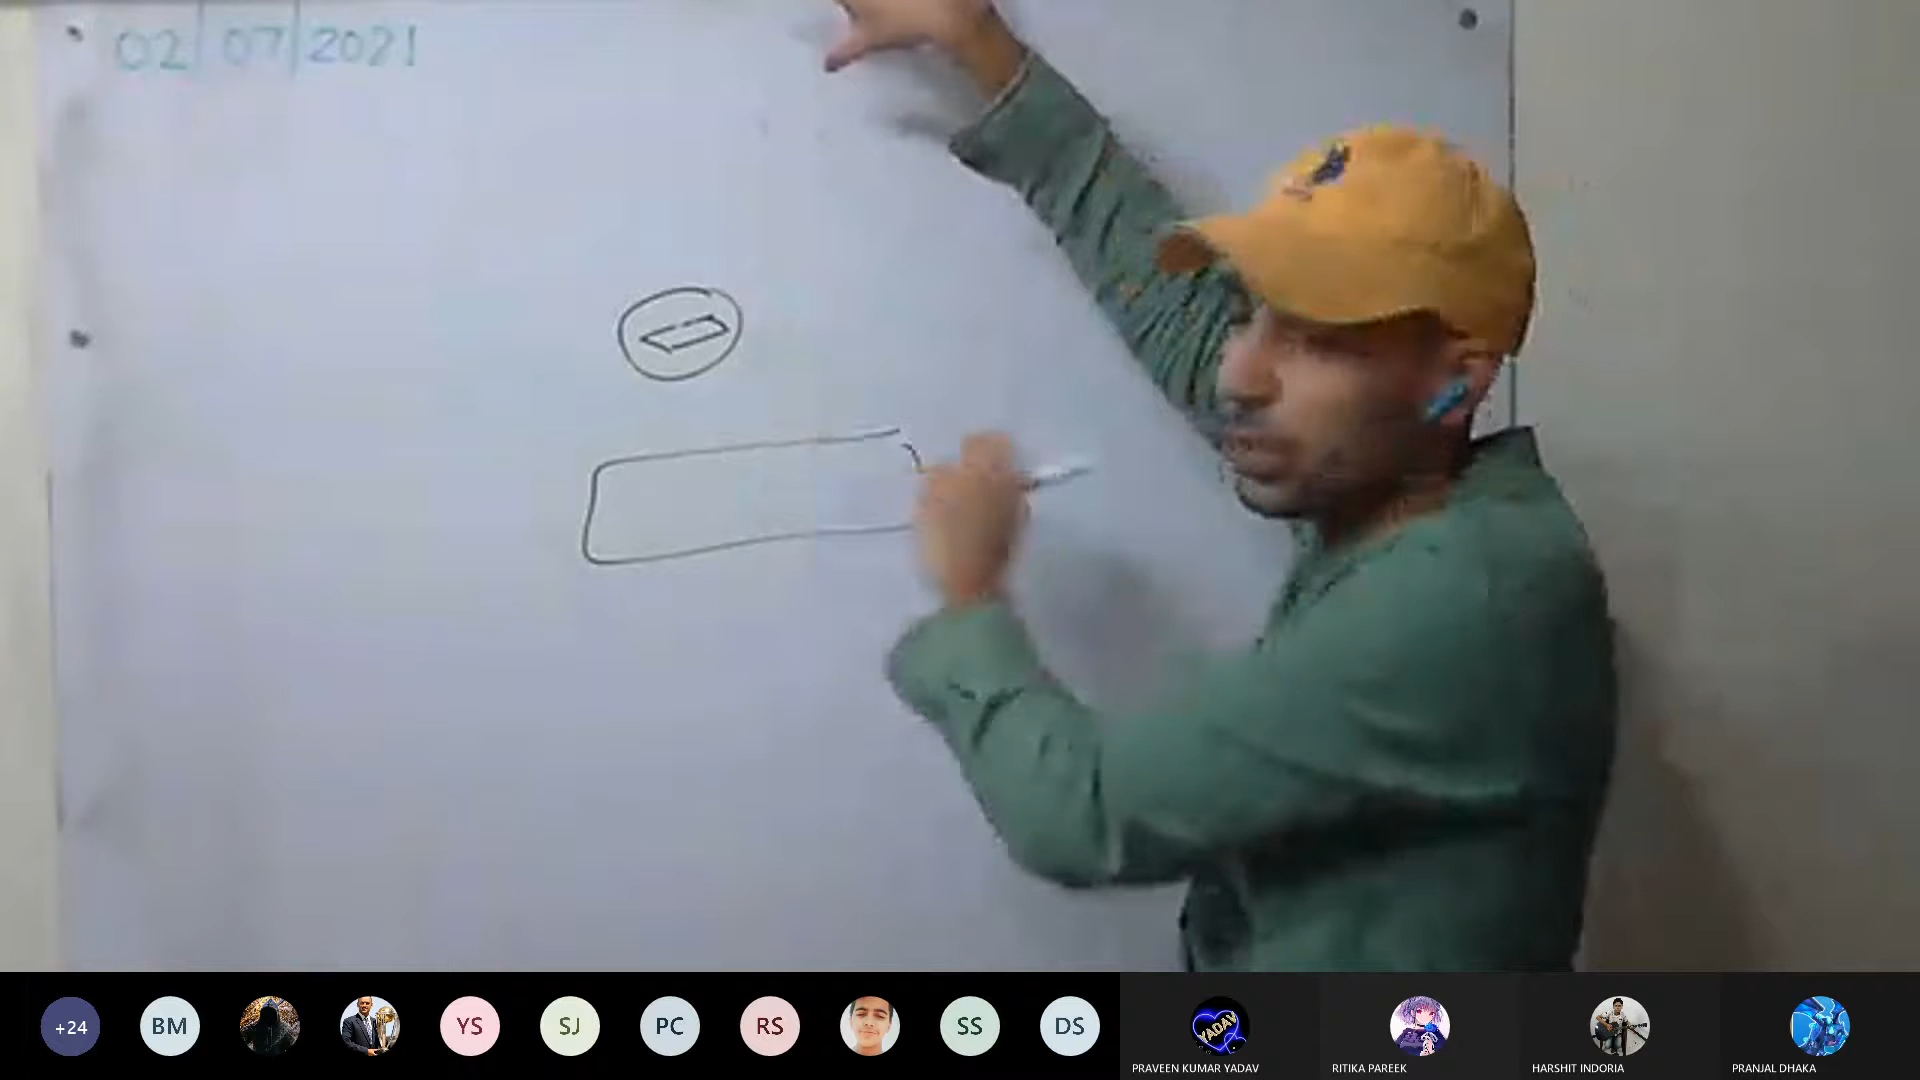 02/07/2021
+24
BM
YS
SJ
PC
RS
SS
DS
YADAV
PRAVEEN KUMAR YADAV
RITIKA PAREEK
HARSHIT INDORIA
PRANJAL DHAKA